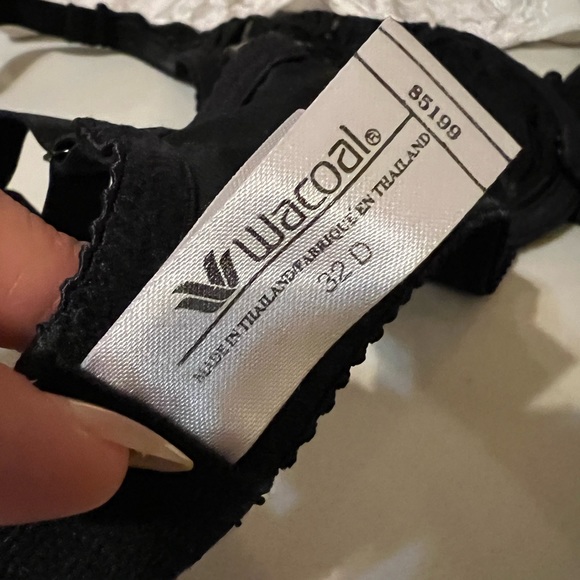 85199
Wacoal®
MADE IN THAILAND/FABRIQUE EN THAILAND
32 D